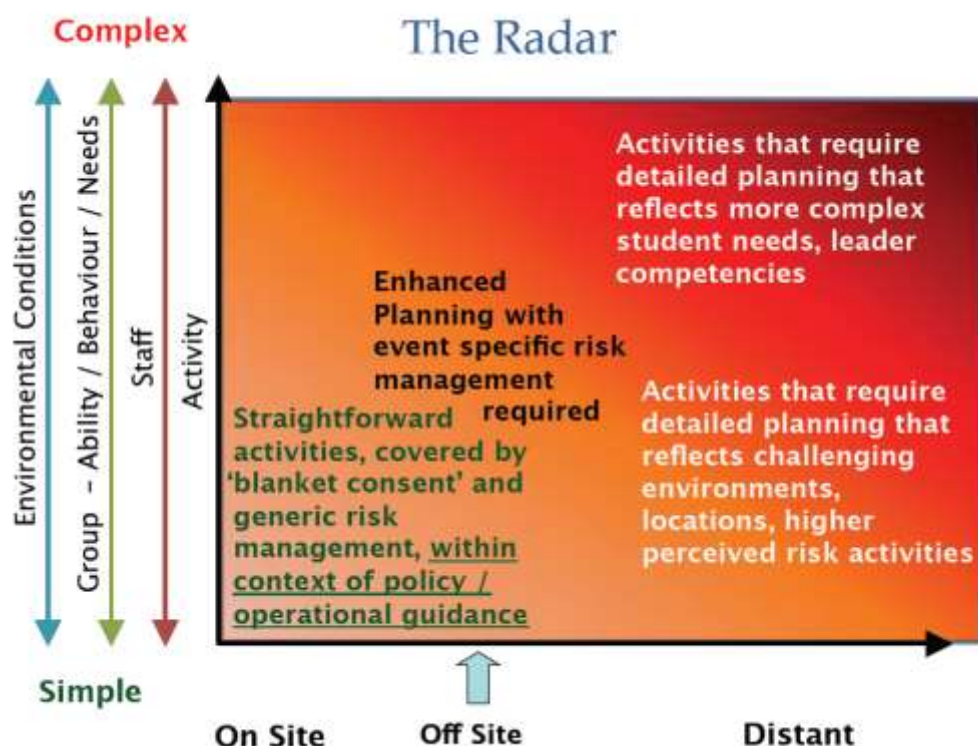 The Radar
Complex
Environmental Conditions
Group - Ability / Behaviour / Needs
Staff
Activity
Activities that require
detailed planning that
reflects more complex
student needs, leader
competencies
Enhanced
Planning with
event specific risk
management
required
Straightforward
activities, covered by
‘blanket consent’ and
generic risk
management, within
context of policy /
operational guidance
Activities that require
detailed planning that
reflects challenging
environments,
locations, higher
perceived risk activities
Simple
On Site
Off Site
Distant